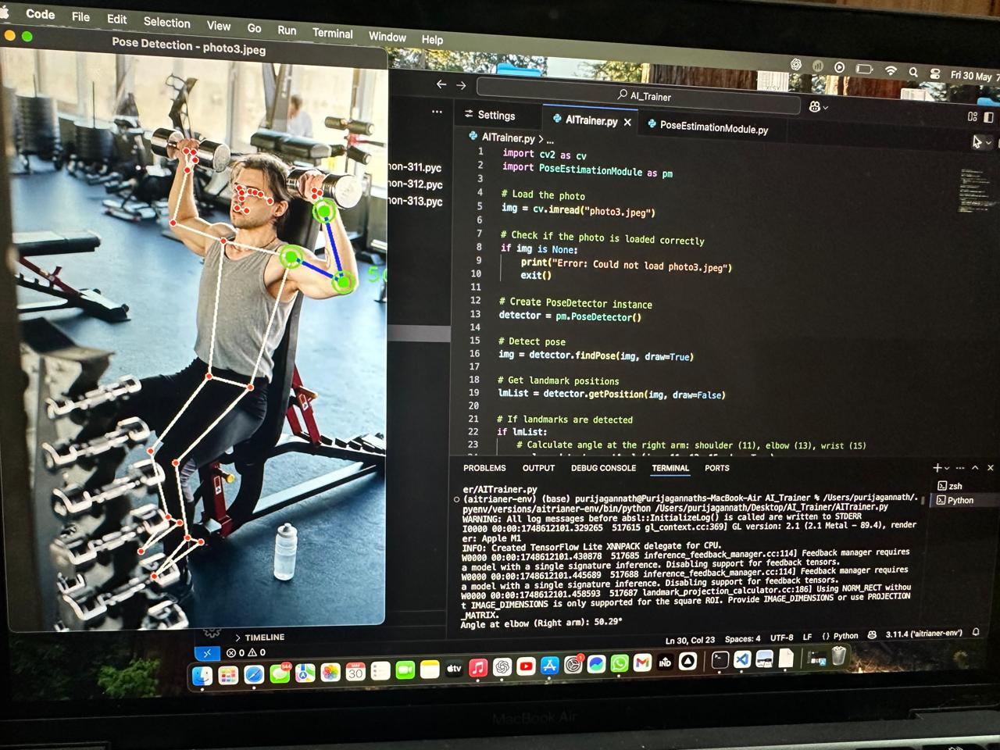 Code File Edit Selection View Go Run Terminal Window Help
Fri 30 May
Pose Detection - photo3.jpeg
AI_Trainer
Settings
AITrainer.py
PoseEstimationModule.py
AITrainer.py > ...
hon-311.pyc
hon-312.pyc
hon-313.pyc
1 import cv2 as cv
2 import PoseEstimationModule as pm
3
4 # Load the photo
5 img = cv.imread("photo3.jpeg")
6
7 # Check if the photo is loaded correctly
8 if img is None:
9 print("Error: Could not load photo3.jpeg")
10 exit()
11
12 # Create PoseDetector instance
13 detector = pm.PoseDetector()
14
15 # Detect pose
16 img = detector.findPose(img, draw=True)
17
18 # Get landmark positions
19 lmList = detector.getPosition(img, draw=False)
20
21 # If landmarks are detected
22 if lmList:
23 # Calculate angle at the right arm: shoulder (11), elbow (13), wrist (15)
PROBLEMS OUTPUT DEBUG CONSOLE TERMINAL PORTS
zsh
Python
er/AITrainer.py
(aitrianer-env) (base) purijagannath@Purijagannaths-MacBook-Air AI_Trainer % /Users/purijagannath/.
pyenv/versions/aitrianer-env/bin/python /Users/purijagannath/Desktop/AI_Trainer/AITrainer.py
WARNING: All log messages before absl::InitializeLog() is called are written to STDERR
I0000 00:00:1748612101.329265 517615 gl_context.cc:369] GL version: 2.1 (2.1 Metal - 89.4), render
er: Apple M1
INFO: Created TensorFlow Lite XNNPACK delegate for CPU.
W0000 00:00:1748612101.430878 517685 inference_feedback_manager.cc:114] Feedback manager requires
a model with a single signature inference. Disabling support for feedback tensors.
W0000 00:00:1748612101.445689 517688 inference_feedback_manager.cc:114] Feedback manager requires
a model with a single signature inference. Disabling support for feedback tensors.
W0000 00:00:1748612101.458593 517687 landmark_projection_calculator.cc:186] Using NORM_RECT withou
t IMAGE_DIMENSIONS is only supported for the square ROI. Provide IMAGE_DIMENSIONS or use PROJECTION
_MATRIX.
Angle at elbow (Right arm): 50.29°
> TIMELINE
0 0
Ln 30, Col 23 Spaces: 4 UTF-8 LF {} Python 3.11.4 ('aitrianer-env')
MAY
30
tv
MacBook Air